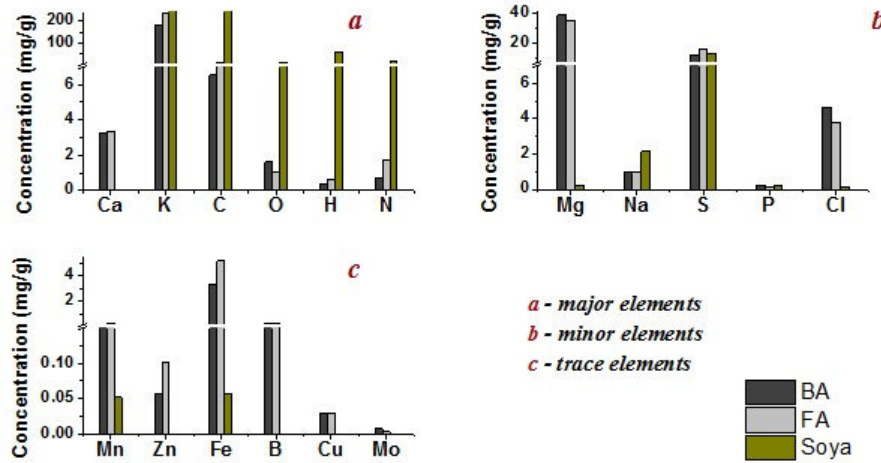 a
Concentration (mg/g)
200
100
6
4
2
0
Ca K C O H N
b
Concentration (mg/g)
40
20
6
4
2
0
Mg Na S P Cl
c
Concentration (mg/g)
4
2
0.10
0.05
0.00
Mn Zn Fe B Cu Mo
a - major elements
b - minor elements
c - trace elements
BA
FA
Soya